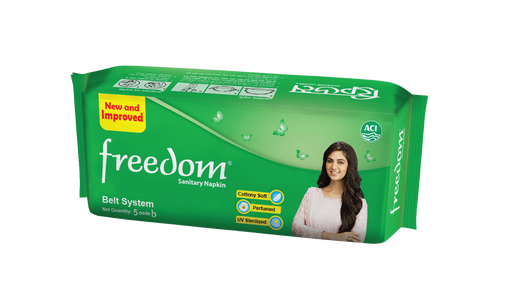 New and
Improved
ACI
freedom®
Sanitary Napkin
Cottony Soft
Perfumed
UV Sterilized
Belt System
Net Quantity: 5 pads b